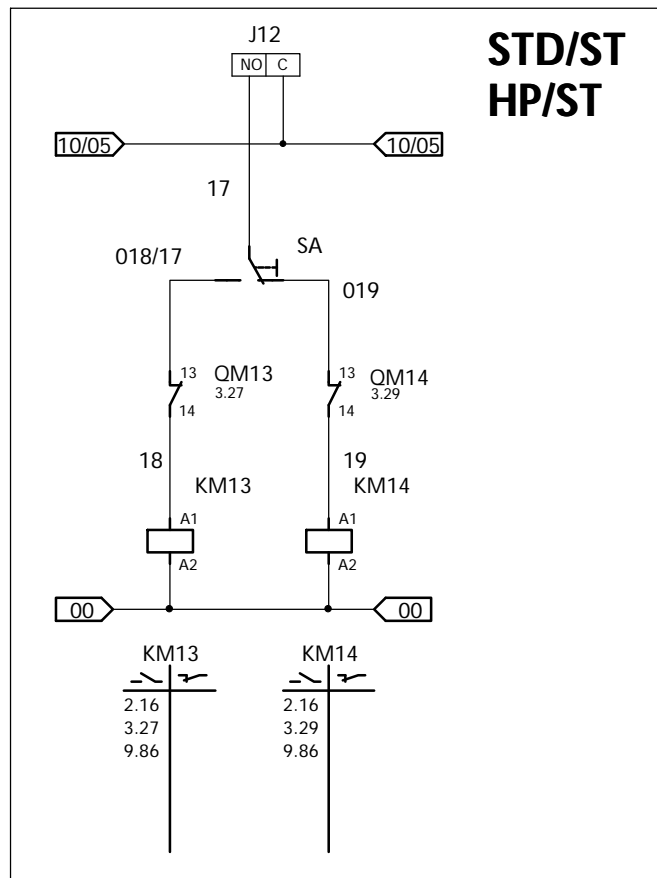 J12
STD/ST
HP/ST
NO C
10/05 10/05
17
SA
018/17
019
13 QM13 13 QM14
3.27 3.29
14 14
18 19
KM13 KM14
A1 A1
A2 A2
00 00
KM13 KM14
2.16 2.16
3.27 3.29
9.86 9.86